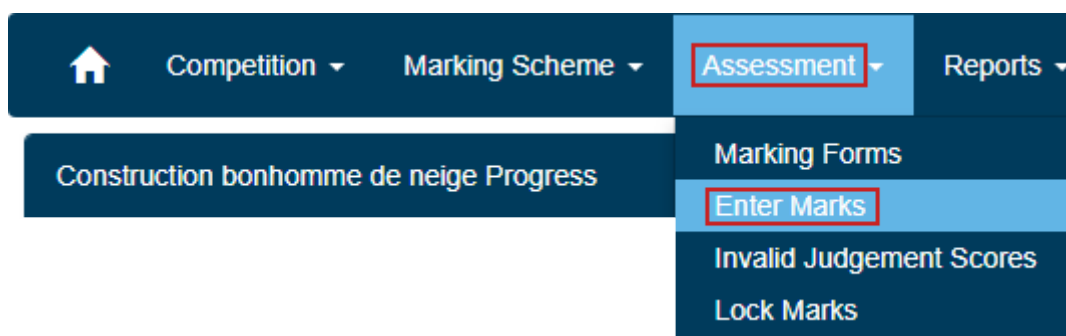 Competition Marking Scheme Assessment Reports
Construction bonhomme de neige Progress
Marking Forms
Enter Marks
Invalid Judgement Scores
Lock Marks